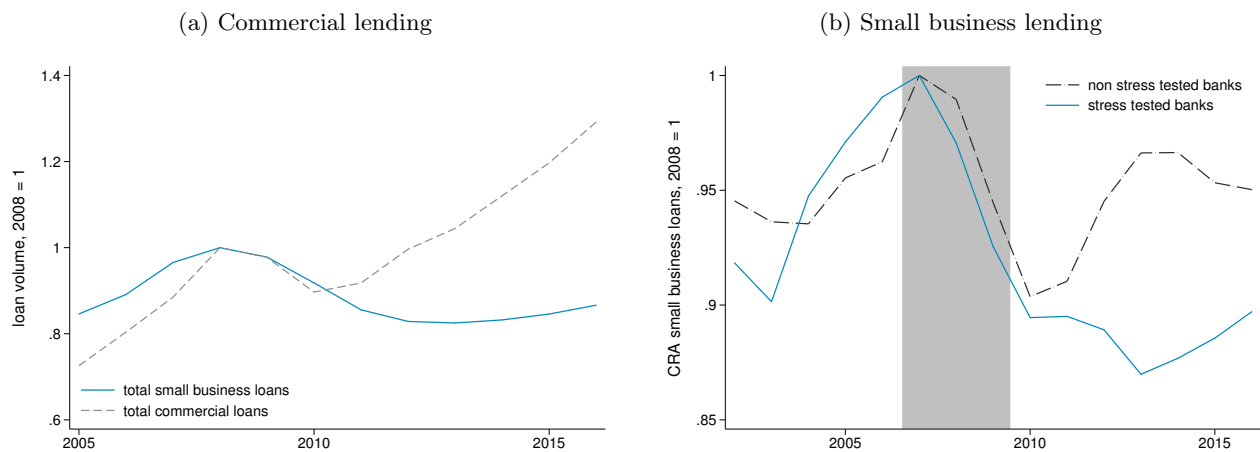 (a) Commercial lending
1.4
1.2
1
.8
.6
loan volume, 2008 = 1
total small business loans
total commercial loans
2005
2010
2015
(b) Small business lending
1
.95
.9
.85
CRA small business loans, 2008 = 1
non stress tested banks
stress tested banks
2005
2010
2015